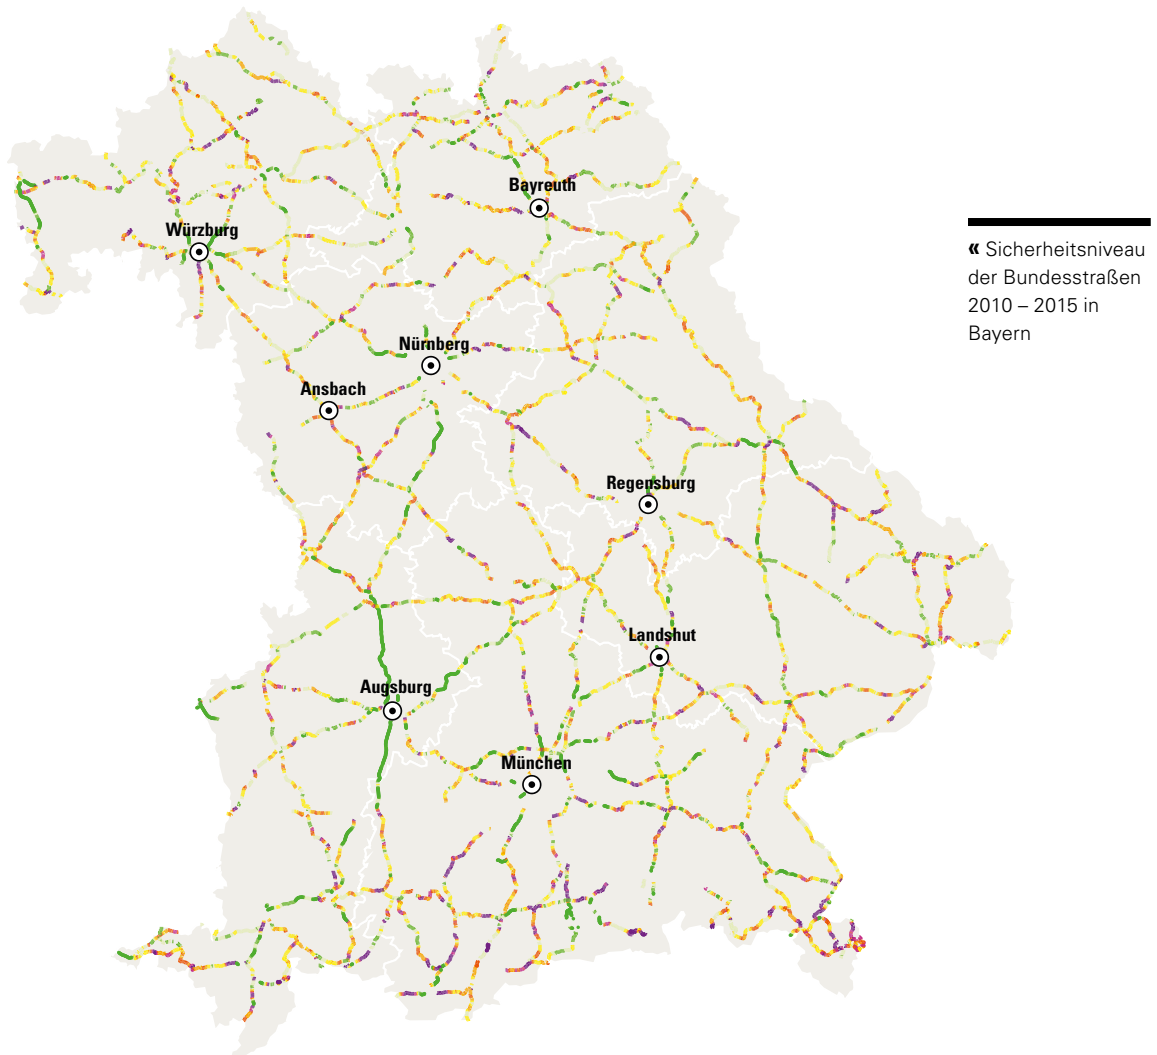 Bayreuth
Würzburg
« Sicherheitsniveau
der Bundesstraßen
2010 – 2015 in
Bayern
Nürnberg
Ansbach
Regensburg
Landshut
Augsburg
München